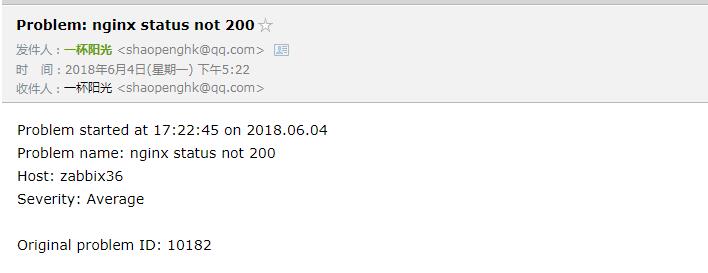 Problem: nginx status not 200
发件人：一杯阳光 <shaopenghk@qq.com>
时　间：2018年6月4日(星期一) 下午5:22
收件人：一杯阳光 <shaopenghk@qq.com>
Problem started at 17:22:45 on 2018.06.04
Problem name: nginx status not 200
Host: zabbix36
Severity: Average
Original problem ID: 10182